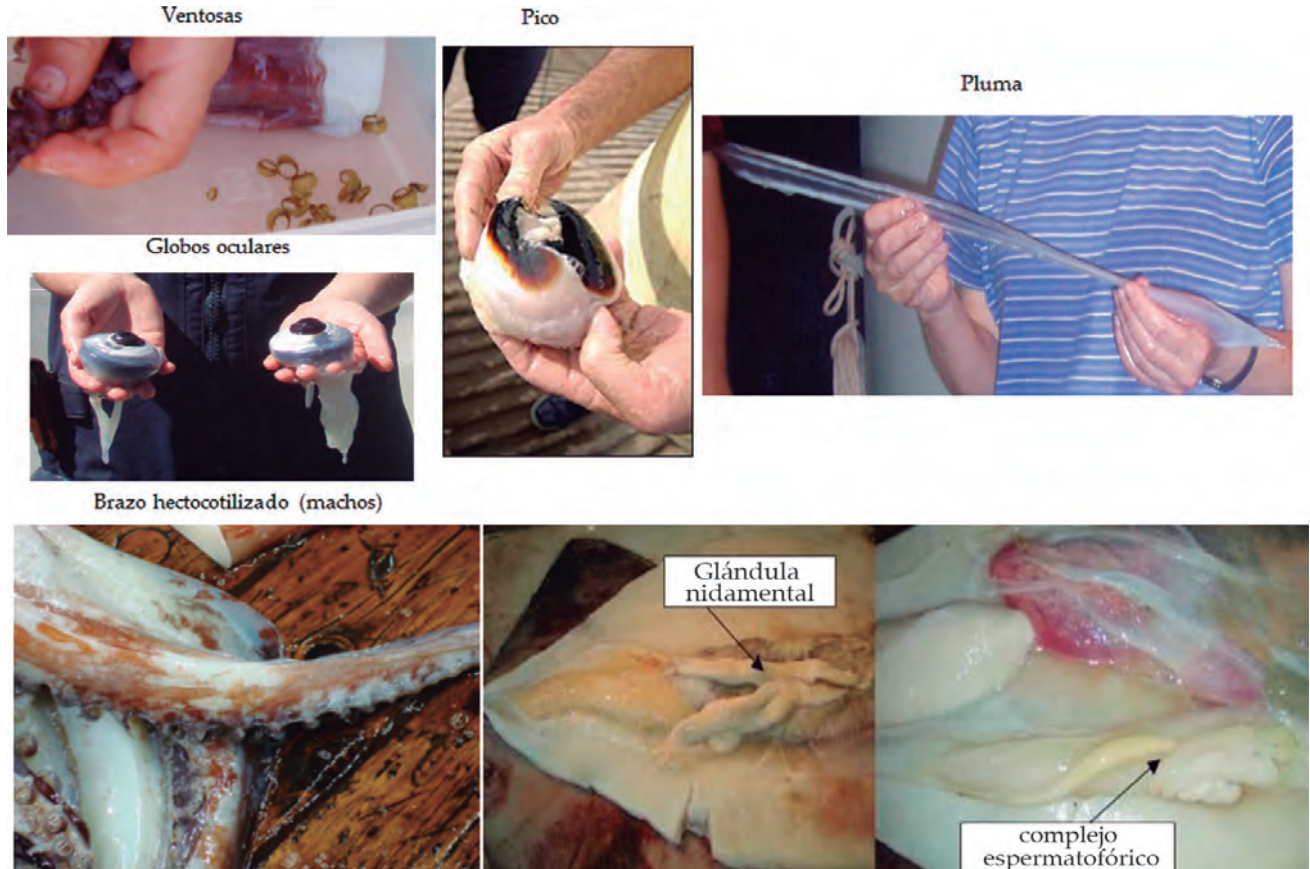 Ventosas
Pico
Pluma
Globos oculares
Brazo hectocotilizado (machos)
Glándula
nidamental
complejo
espermatofórico